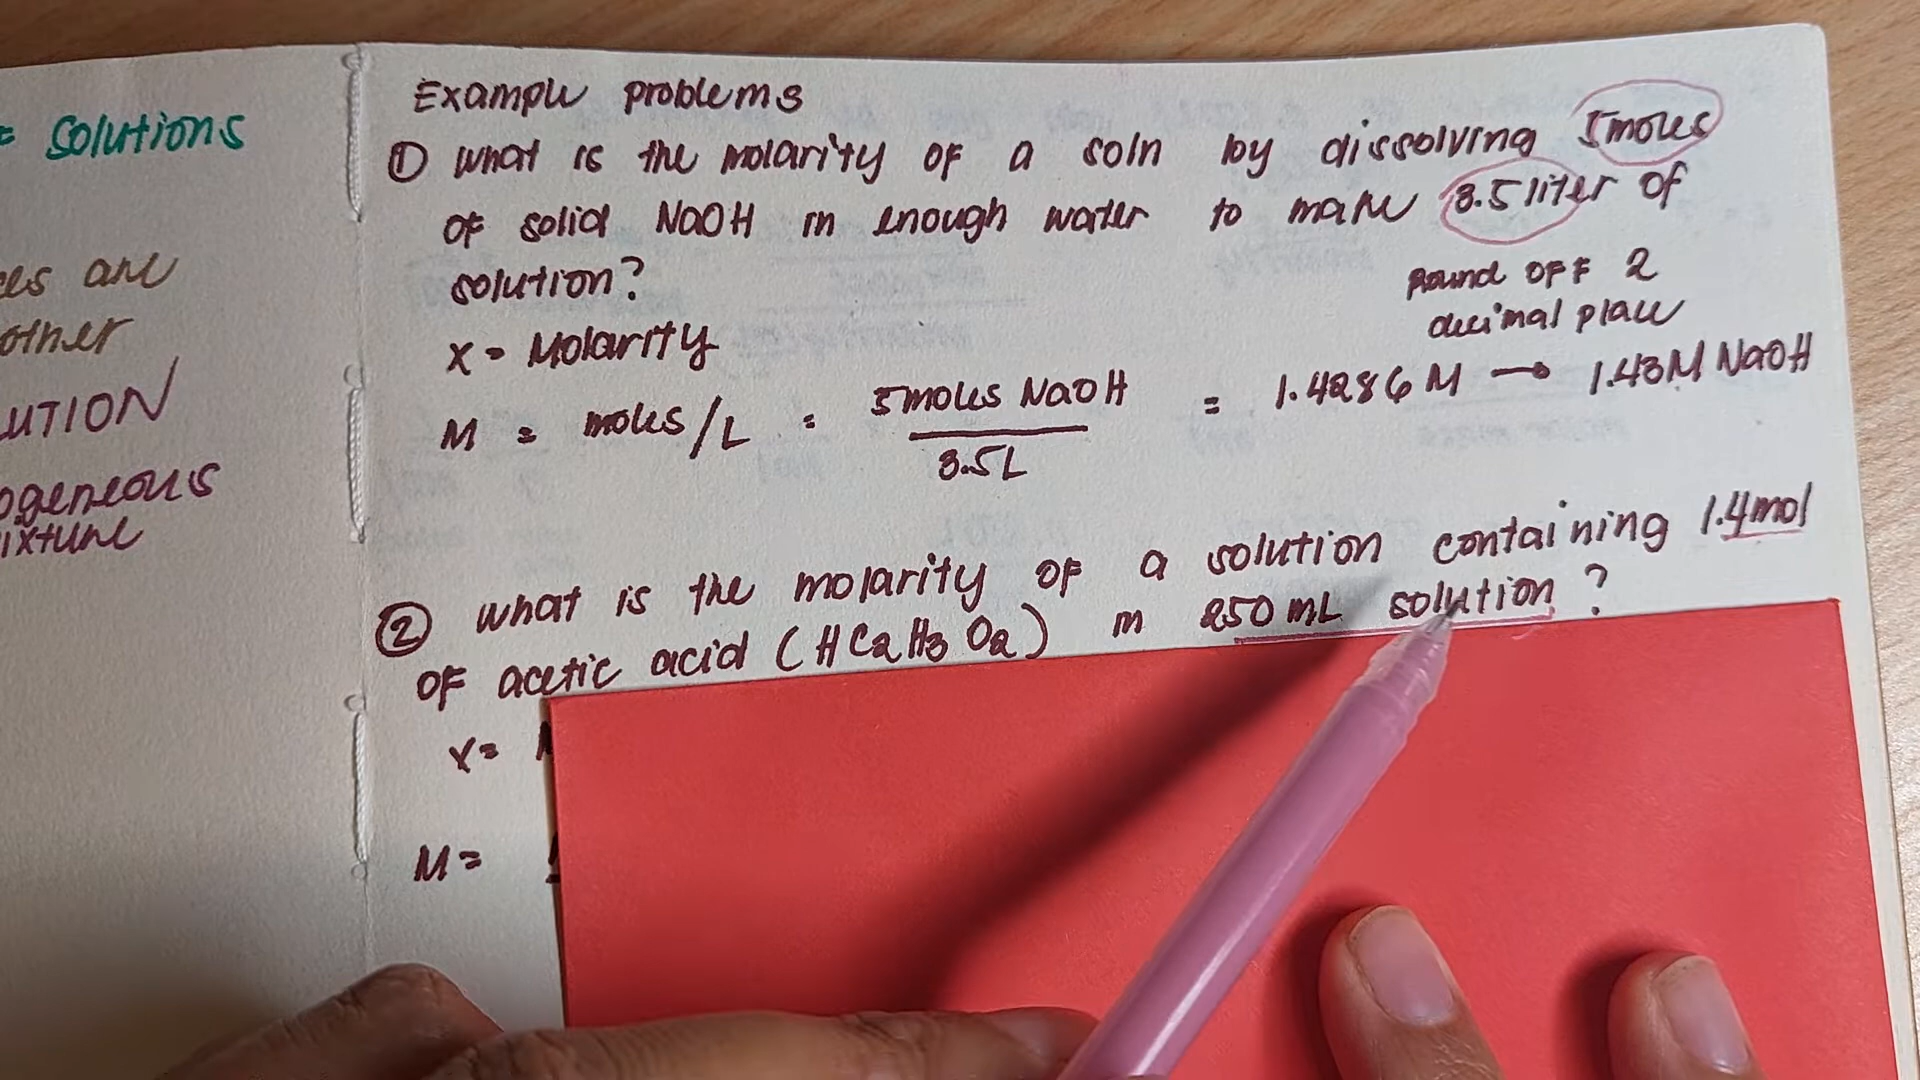 = solutions
ces are
other
LUTION
ogeneous
ixture
Example problems
① what is the molarity of a soln by dissolving 5moles
of solid NaOH in enough water to make 3.5 liter of
solution?
Round off 2
decimal place
X = Molarity
M = moles/L = 5moles NaOH / 3.5L = 1.4286 M → 1.43M NaOH
② what is the molarity of a solution containing 1.4mol
of acetic acid (HC2H3O2) in 250 mL solution?
X =
M =